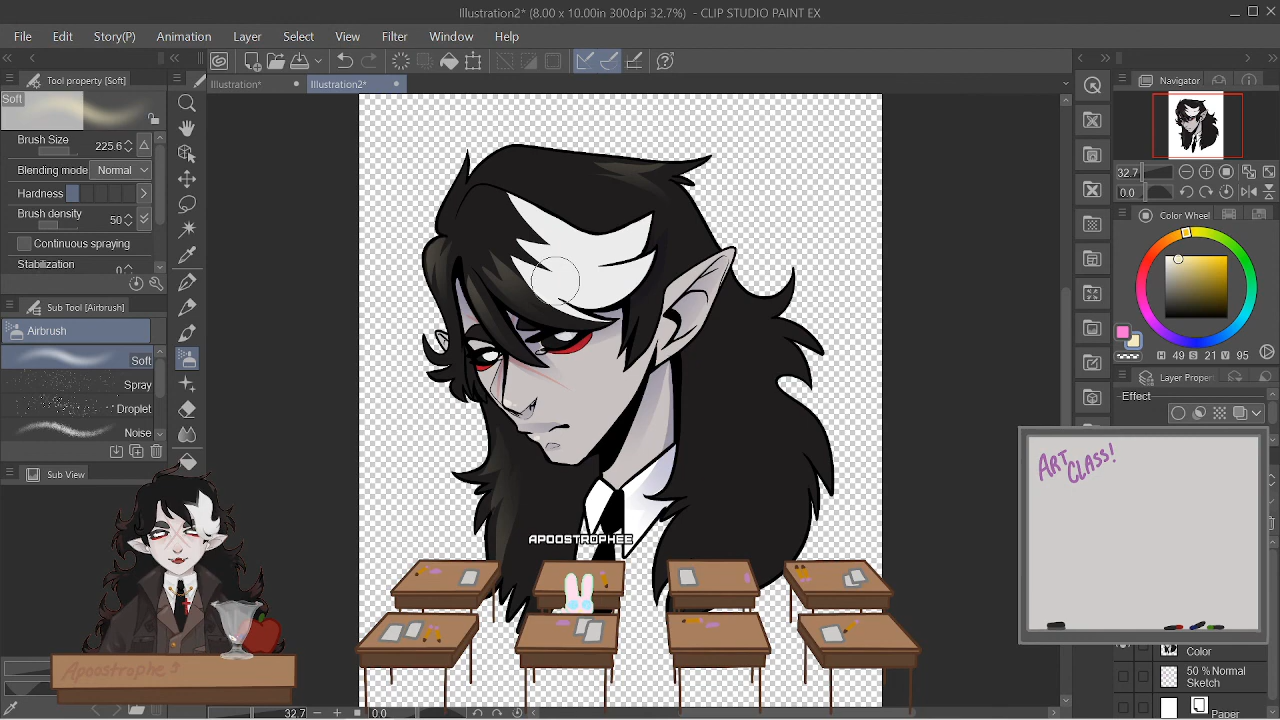 Illustration2* (8.00 x 10.00in 300dpi 32.7%)  - CLIP STUDIO PAINT EX
File Edit Story(P) Animation Layer Select View Filter Window Help
Tool property [Soft]
Illustration* Illustration2*
Navigator
Soft
Brush Size 225.6
Blending mode Normal
Hardness
Brush density 50
Continuous spraying
Stabilization 0
32.7
0.0
Color Wheel
Sub Tool [Airbrush]
Airbrush
Soft
Spray
Droplet
Noise
H 49 S 21 V 95
Layer Proper
Effect
Sub View
ART CLASS!
APOOSTROPHEE
Apoostrophe
Color
50 % Normal
Sketch
Paper
32.7 0.0